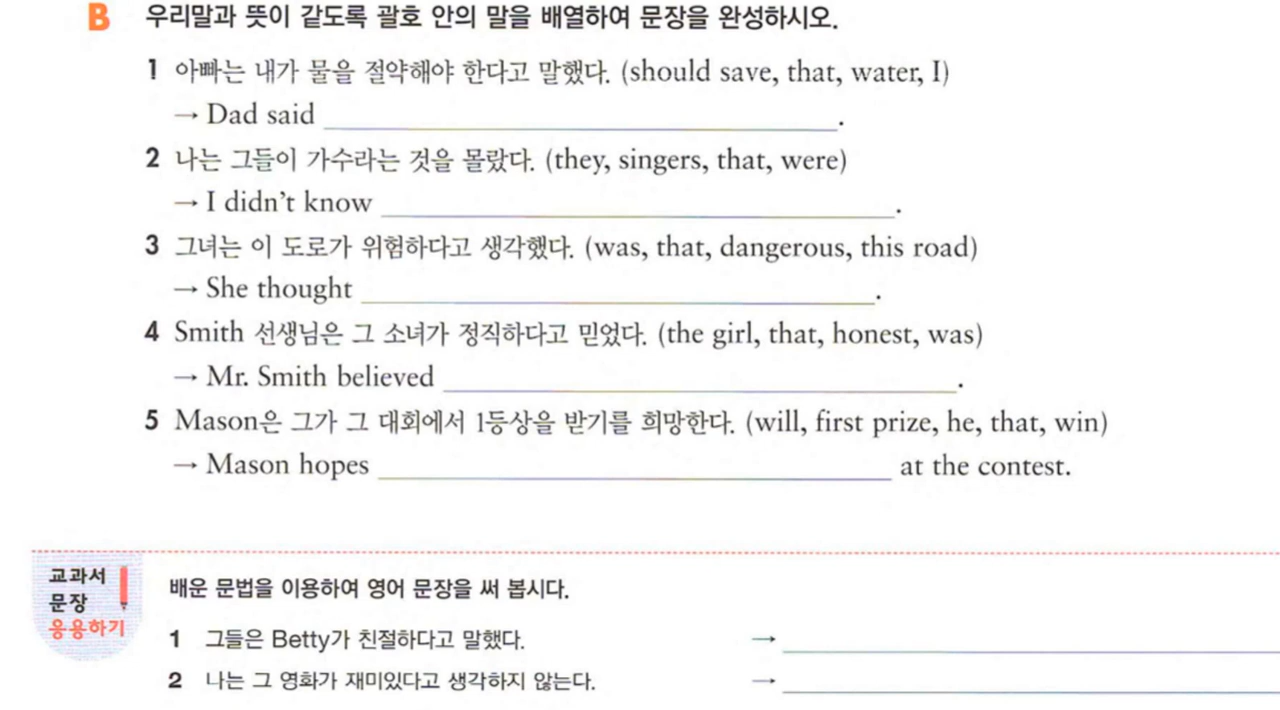 B 우리말과 뜻이 같도록 괄호 안의 말을 배열하여 문장을 완성하시오.
1 아빠는 내가 물을 절약해야 한다고 말했다. (should save, that, water, I)
→ Dad said .
2 나는 그들이 가수라는 것을 몰랐다. (they, singers, that, were)
→ I didn't know .
3 그녀는 이 도로가 위험하다고 생각했다. (was, that, dangerous, this road)
→ She thought .
4 Smith 선생님은 그 소녀가 정직하다고 믿었다. (the girl, that, honest, was)
→ Mr. Smith believed .
5 Mason은 그가 그 대회에서 1등상을 받기를 희망한다. (will, first prize, he, that, win)
→ Mason hopes at the contest.
교과서
문장
응용하기
배운 문법을 이용하여 영어 문장을 써 봅시다.
1 그들은 Betty가 친절하다고 말했다. →
2 나는 그 영화가 재미있다고 생각하지 않는다. →